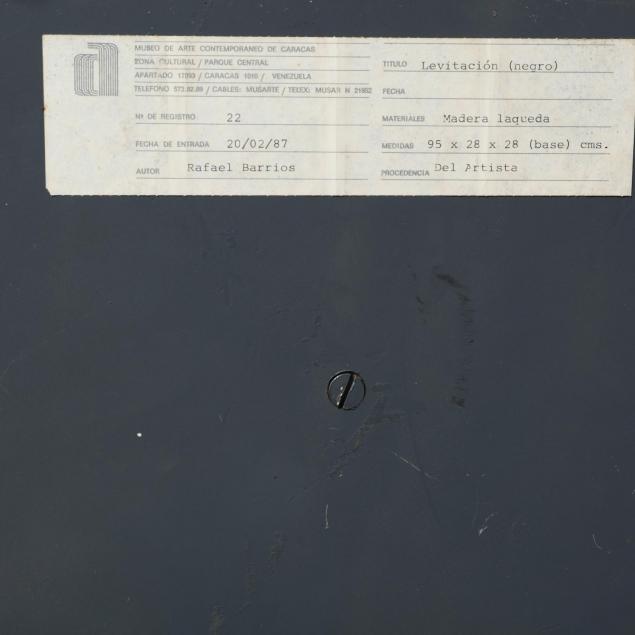 MUSEO DE ARTE CONTEMPORANEO DE CARACAS
ZONA CULTURAL / PARQUE CENTRAL
APARTADO 17093 / CARACAS 1010 / VENEZUELA
TELEFONO 573.82.89 / CABLES: MUSARTE / TELEX: MUSAR N 21852
Nº DE REGISTRO 22
FECHA DE ENTRADA 20/02/87
AUTOR Rafael Barrios
TITULO Levitación (negro)
FECHA
MATERIALES Madera laqueda
MEDIDAS 95 x 28 x 28 (base) cms.
PROCEDENCIA Del Artista